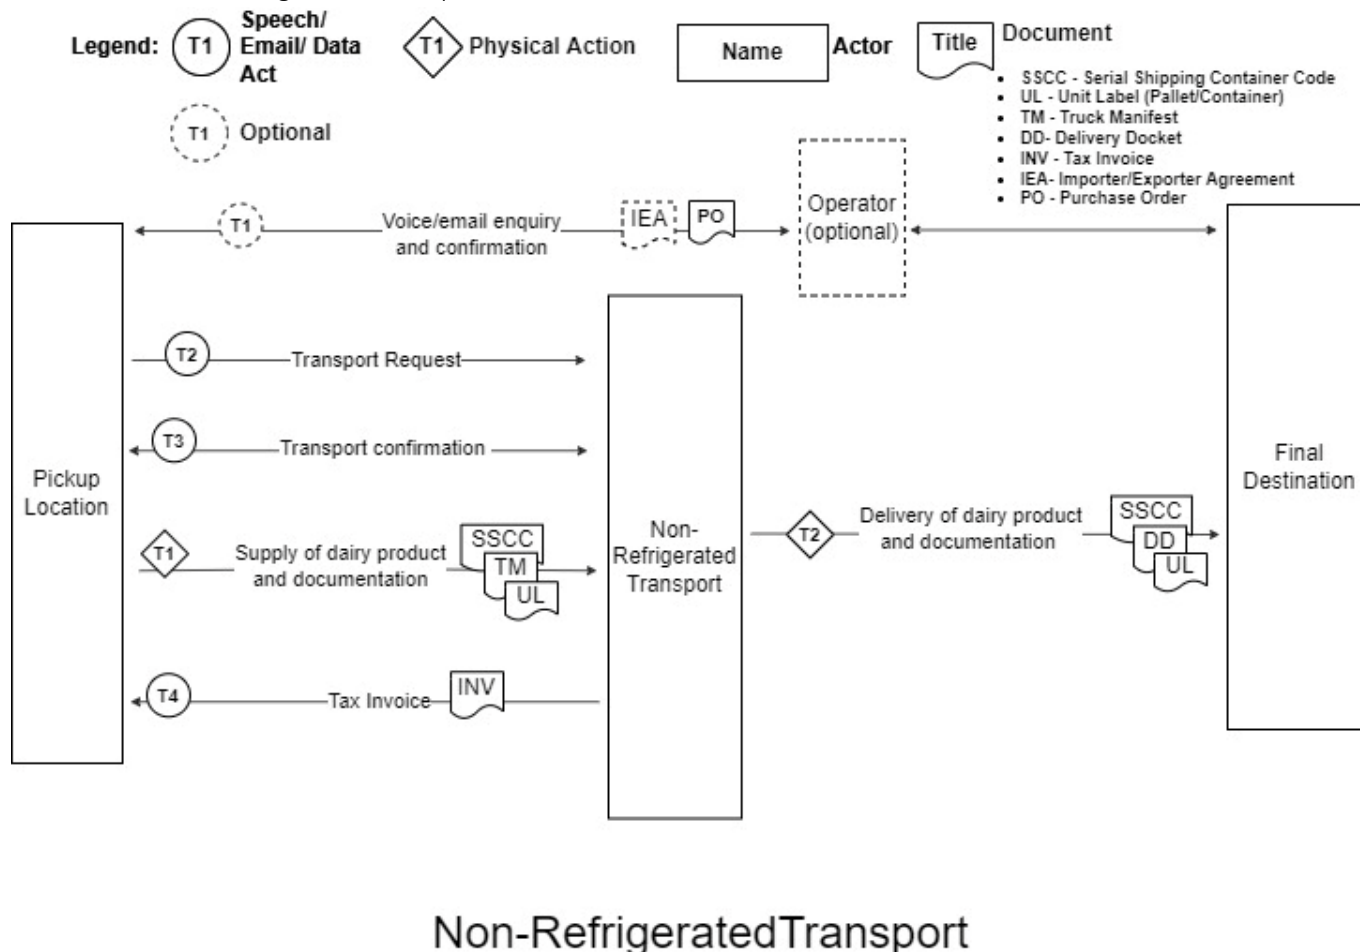 Legend:
T1
Speech/
Email/ Data
Act
T1
Physical Action
Name
Actor
Title
Document
• SSCC - Serial Shipping Container Code
• UL - Unit Label (Pallet/Container)
• TM - Truck Manifest
• DD- Delivery Docket
• INV - Tax Invoice
• IEA- Importer/Exporter Agreement
• PO - Purchase Order
T1
Optional
T1
Voice/email enquiry
and confirmation
IEA
PO
Operator
(optional)
T2
Transport Request
T3
Transport confirmation
Pickup
Location
T1
Supply of dairy product
and documentation
SSCC
TM
UL
Non-
Refrigerated
Transport
T2
Delivery of dairy product
and documentation
SSCC
DD
UL
Final
Destination
T4
Tax Invoice
INV
Non-RefrigeratedTransport